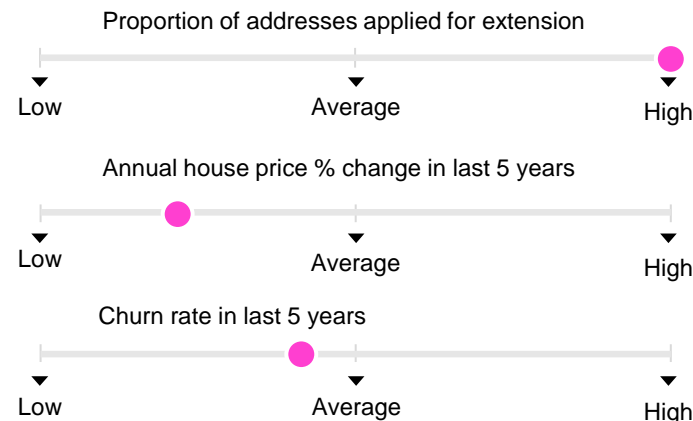 Proportion of addresses applied for extension
Low Average High
Annual house price % change in last 5 years
Low Average High
Churn rate in last 5 years
Low Average High